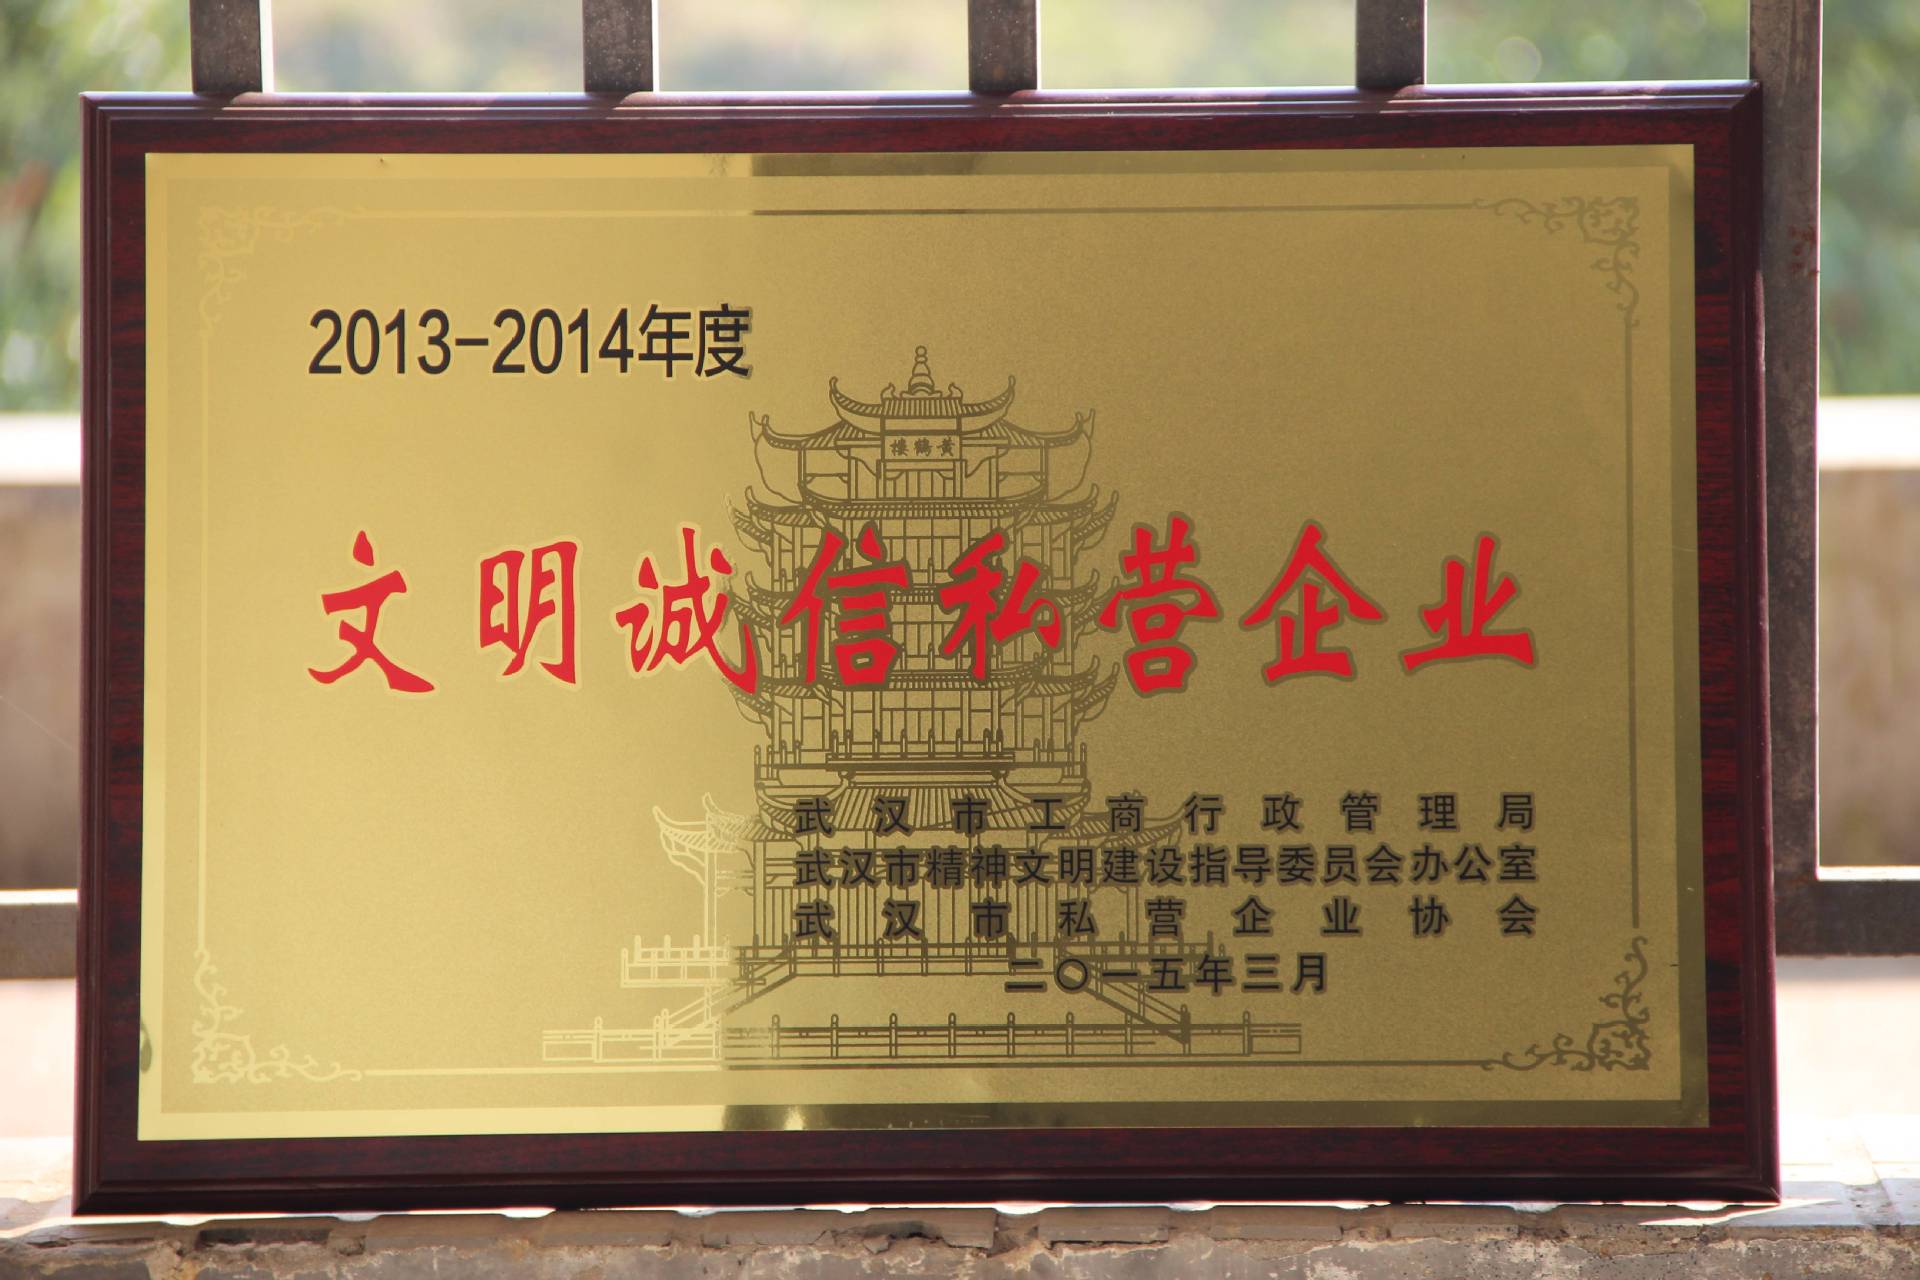 2013-2014年度
黄鹤楼
文明诚信私营企业
武汉市工商行政管理局
武汉市精神文明建设指导委员会办公室
武汉市私营企业协会
二〇一五年三月